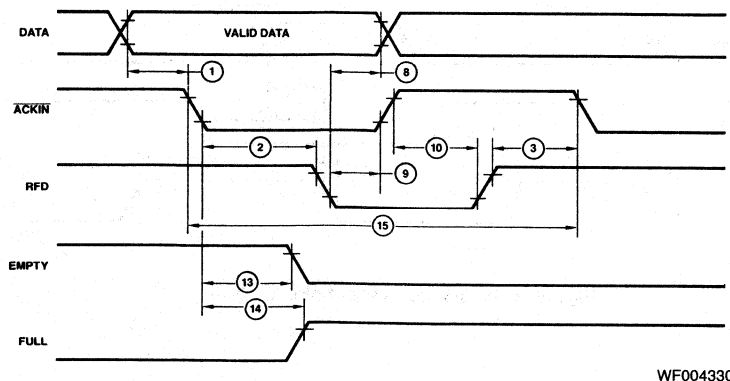 DATA
VALID DATA
1
8
ACKIN
2
10
3
9
RFD
15
EMPTY
13
14
FULL
WF004330